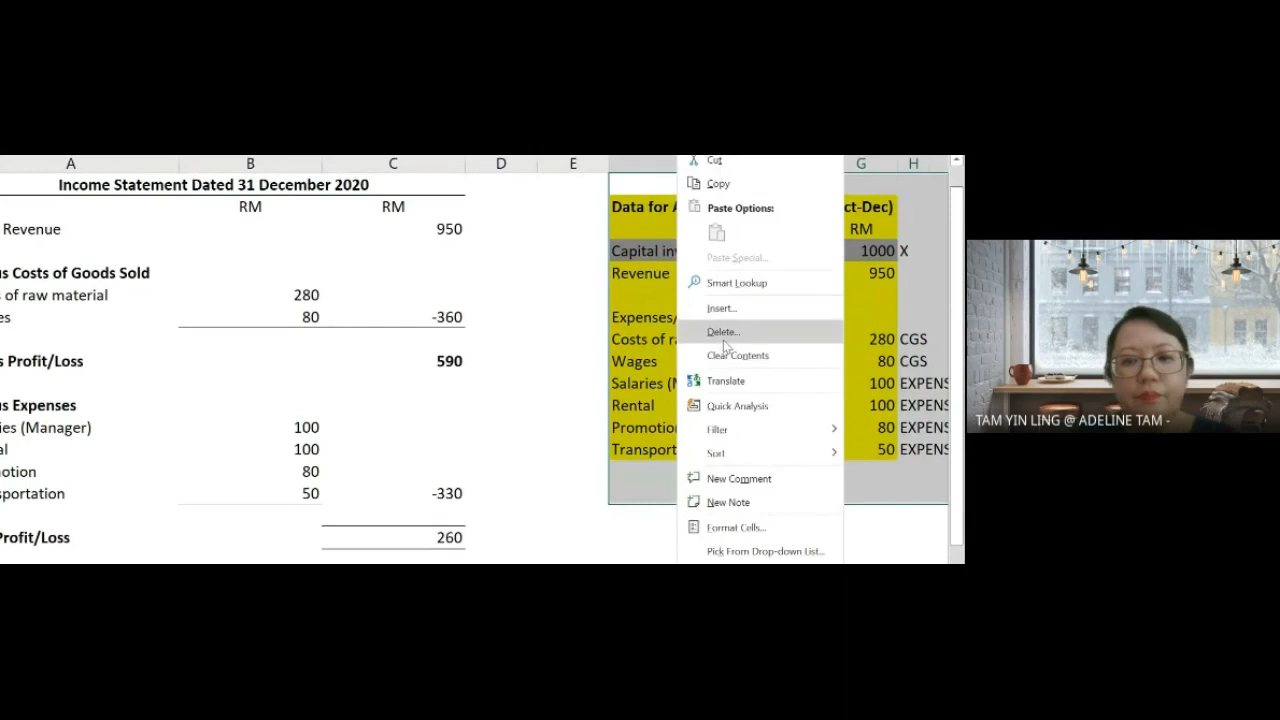 A B C D E G H
Income Statement Dated 31 December 2020
RM RM
Revenue 950
s Costs of Goods Sold
s of raw material 280
es 80 -360
s Profit/Loss 590
us Expenses
ies (Manager) 100
al 100
otion 80
sportation 50 -330
Profit/Loss 260
Data for A ct-Dec)
RM
Capital in 1000 X
Revenue 950
Expenses/
Costs of r 280 CGS
Wages 80 CGS
Salaries (M 100 EXPENS
Rental 100 EXPENS
Promotio 80 EXPENS
Transport 50 EXPENS
Cut
Copy
Paste Options:
Paste Special...
Smart Lookup
Insert...
Delete...
Clear Contents
Translate
Quick Analysis
Filter
Sort
New Comment
New Note
Format Cells...
Pick From Drop-down List...
TAM YIN LING @ ADELINE TAM -